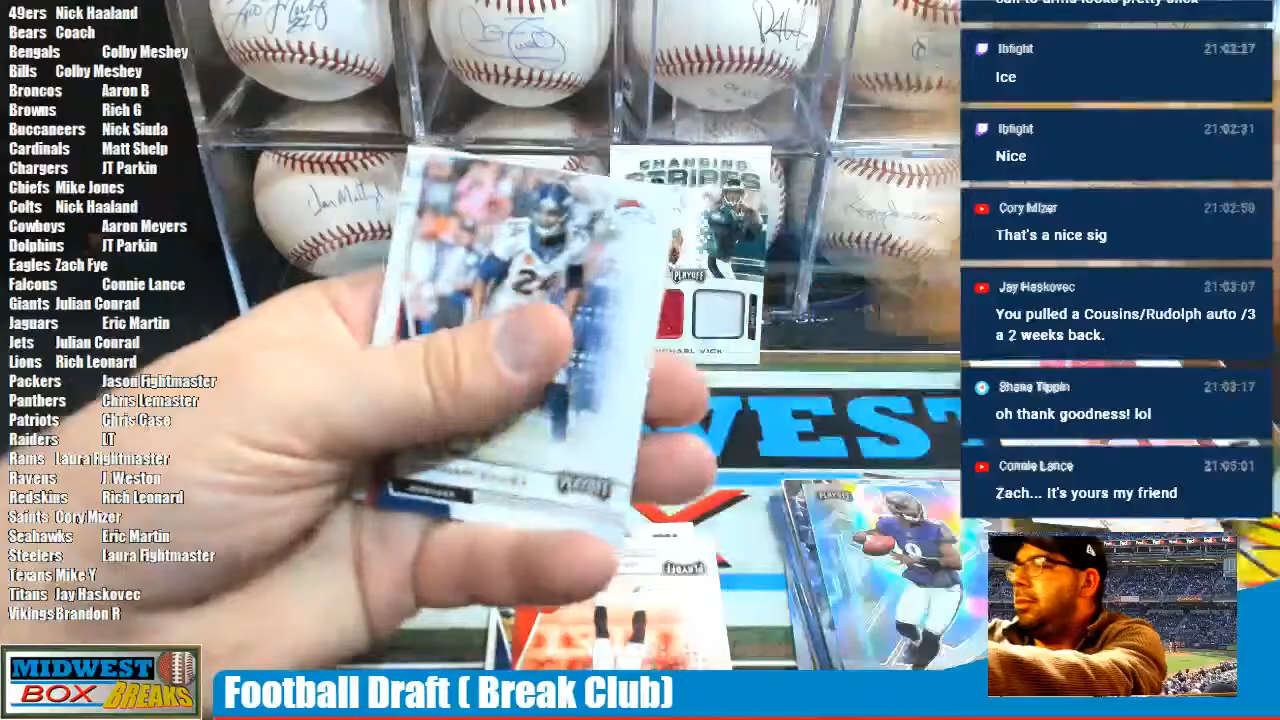 49ers Nick Haaland
Bears Coach
Bengals Colby Meshey
Bills Colby Meshey
Broncos Aaron B
Browns Rich G
Buccaneers Nick Siuda
Cardinals Matt Shelp
Chargers JT Parkin
Chiefs Mike Jones
Colts Nick Haaland
Cowboys Aaron Meyers
Dolphins JT Parkin
Eagles Zach Fye
Falcons Connie Lance
Giants Julian Conrad
Jaguars Eric Martin
Jets Julian Conrad
Lions Rich Leonard
Packers Jason Fightmaster
Panthers Chris Lemaster
Patriots Chris Case
Raiders LT
Rams Laura Fightmaster
Ravens J. Weston
Redskins Rich Leonard
Saints Cory Mizer
Seahawks Eric Martin
Steelers Laura Fightmaster
Texans Mike Y
Titans Jay Haskovec
Vikings Brandon R
MIDWEST
BOX BREAKS
Football Draft ( Break Club)
CHANGING
STRIPES
PLAYOFF
MICHAEL VICK
24
PLAYOFF
PLAYOFF
PLAYOFF
WEST
Ibfight 21:02:27
Ice
Ibfight 21:02:31
Nice
Cory Mizer 21:02:50
That's a nice sig
Jay Haskovec 21:03:07
You pulled a Cousins/Rudolph auto /3
a 2 weeks back.
Shane Tippin 21:03:17
oh thank goodness! lol
Connie Lance 21:05:01
Zach... It's yours my friend